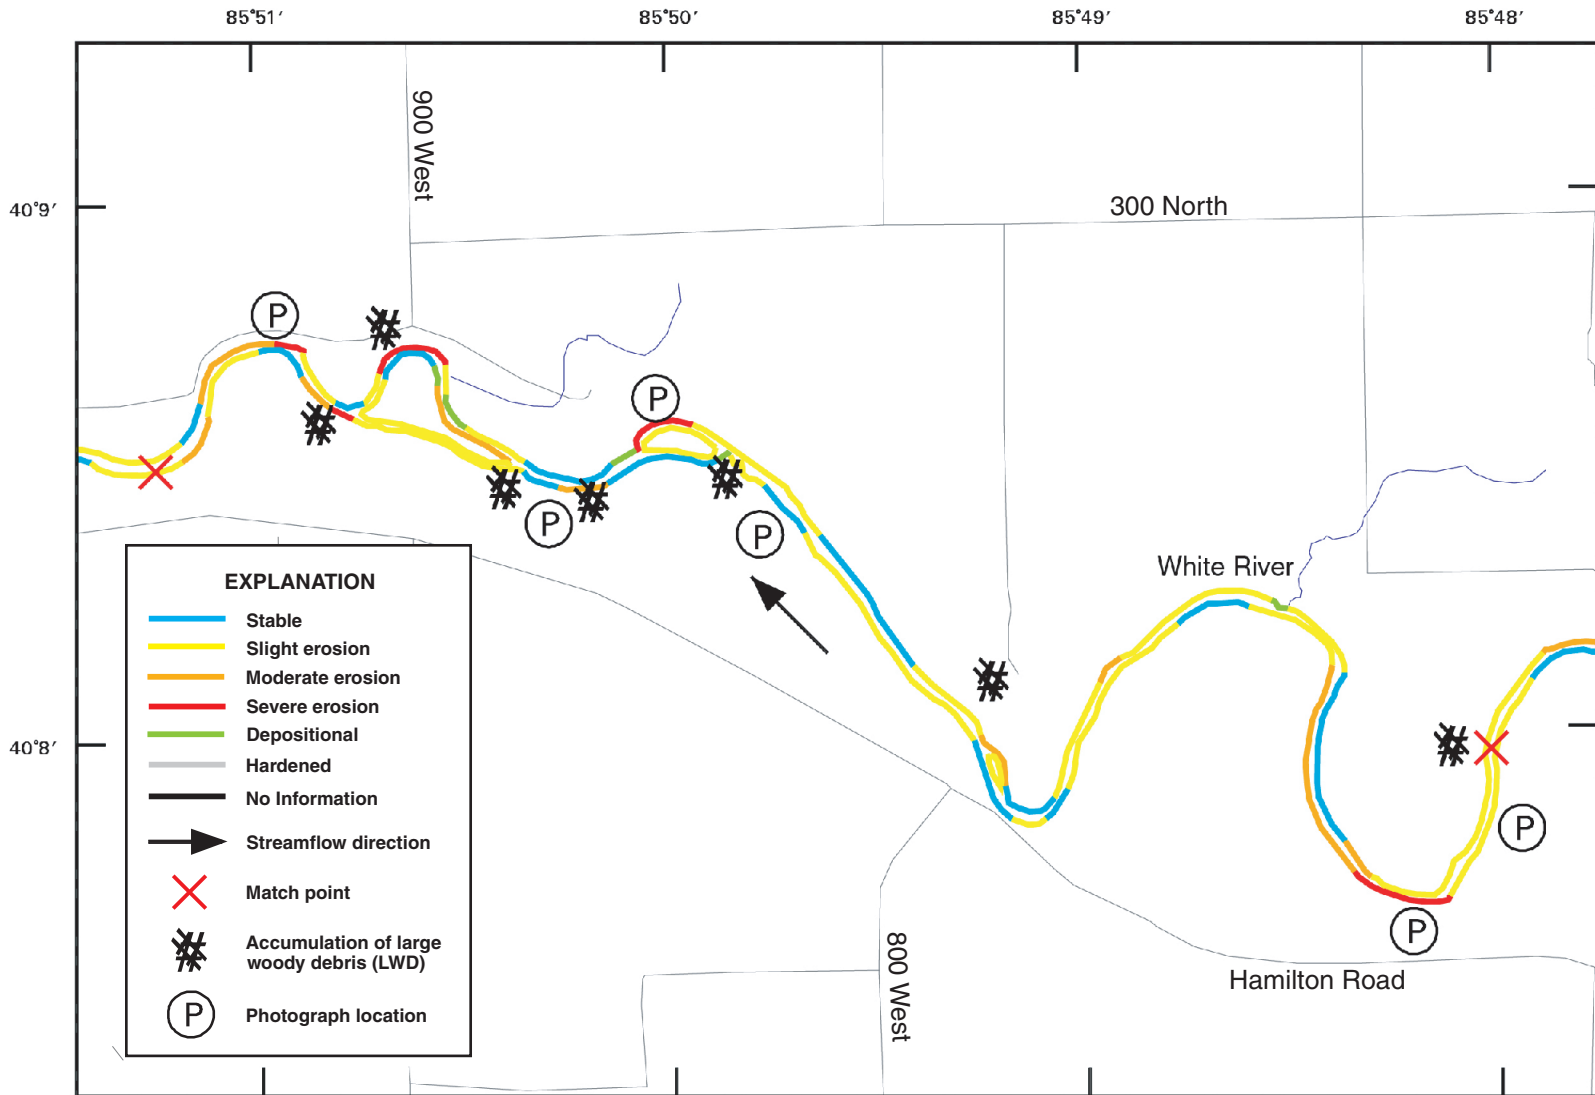 85°51′ 85°50′ 85°49′ 85°48′
900 West
40°9′
300 North
P
P
P
P
White River
EXPLANATION
Stable
Slight erosion
Moderate erosion
Severe erosion
Depositional
Hardened
No Information
Streamflow direction
Match point
Accumulation of large
woody debris (LWD)
P Photograph location
40°8′
P
P
800 West
Hamilton Road